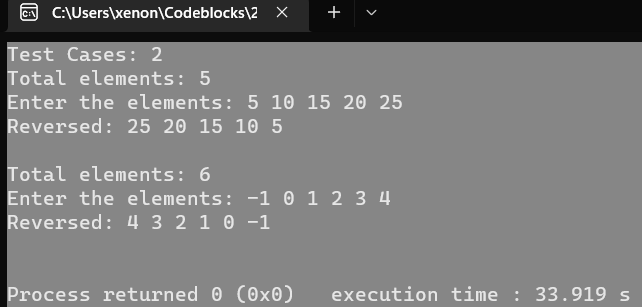 C:\Users\xenon\Codeblocks\2
Test Cases: 2
Total elements: 5
Enter the elements: 5 10 15 20 25
Reversed: 25 20 15 10 5
Total elements: 6
Enter the elements: -1 0 1 2 3 4
Reversed: 4 3 2 1 0 -1
Process returned 0 (0x0)   execution time : 33.919 s